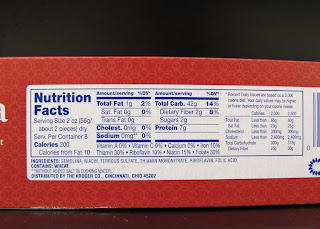 Nutrition
Facts
Serving Size 2 oz (56g/
about 2 pieces) dry
Serv. Per Container 8
Calories 200
Calories from Fat 10
Amount/serving %DV*
Total Fat 1g 2%
Sat. Fat 0g 0%
Trans Fat 0g
Cholest. 0mg 0%
Sodium 0mg** 0%
Amount/serving %DV*
Total Carb. 42g 14%
Dietary Fiber 2g 8%
Sugars 2g
Protein 7g
Vitamin A 0% • Vitamin C 0% • Calcium 0% • Iron 10%
Thiamin 30% • Riboflavin 10% • Niacin 15% • Folate 30%
* Percent Daily Values are based on a 2,000
calorie diet. Your daily values may be higher
or lower depending on your calorie needs.
Calories: 2,000 2,500
Total Fat Less than 65g 80g
Sat Fat Less than 20g 25g
Cholesterol Less than 300mg 300mg
Sodium Less than 2,400mg 2,400mg
Total Carbohydrate 300g 375g
Dietary Fiber 25g 30g
INGREDIENTS: SEMOLINA, NIACIN, FERROUS SULFATE, THIAMIN MONONITRATE, RIBOFLAVIN, FOLIC ACID.
CONTAINS: WHEAT.
**WITHOUT ADDED SALT IN COOKING WATER.
DISTRIBUTED BY THE KROGER CO., CINCINNATI, OHIO 45202